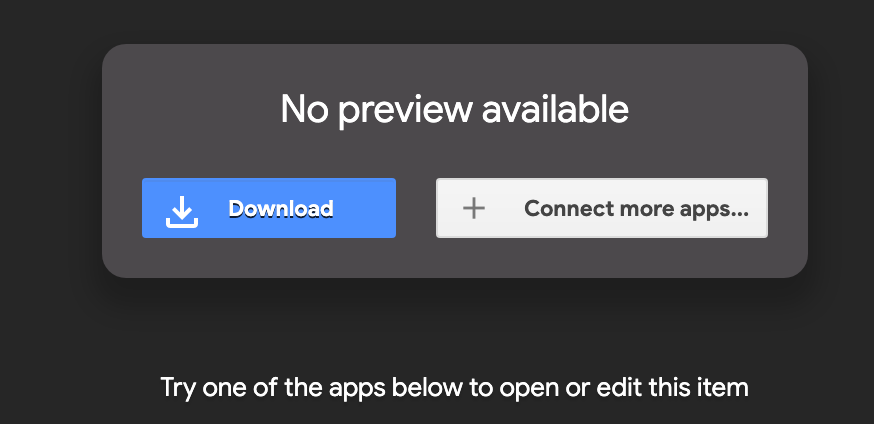 No preview available
Download
Connect more apps...
Try one of the apps below to open or edit this item